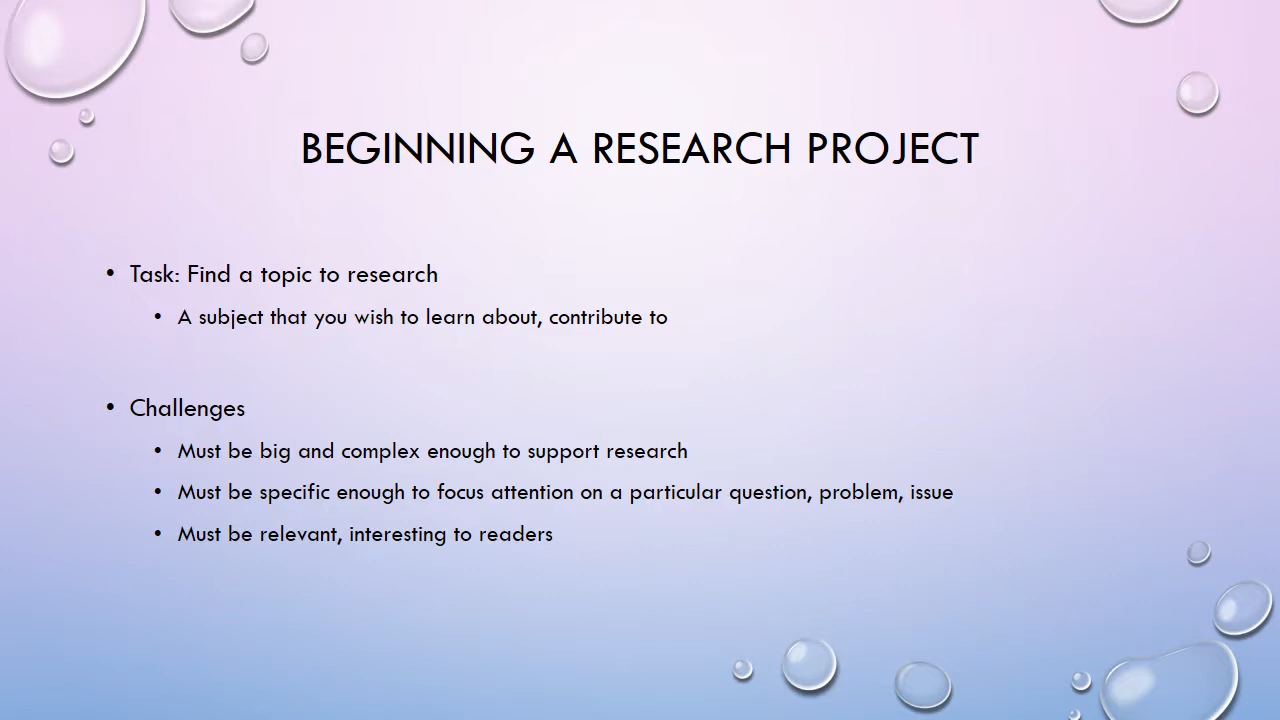 BEGINNING A RESEARCH PROJECT
• Task: Find a topic to research
• A subject that you wish to learn about, contribute to
• Challenges
• Must be big and complex enough to support research
• Must be specific enough to focus attention on a particular question, problem, issue
• Must be relevant, interesting to readers